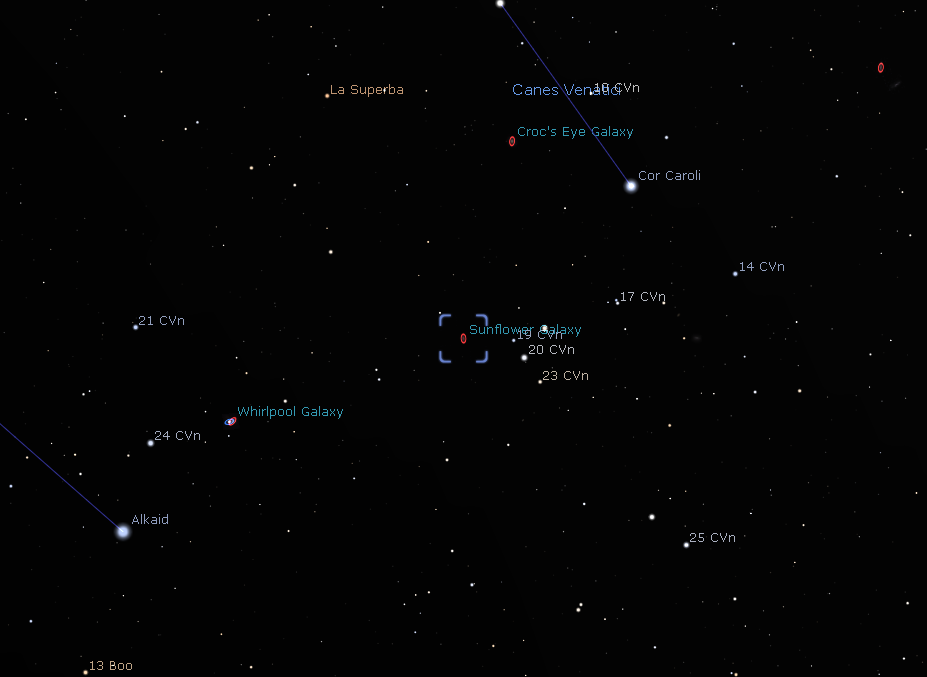 La Superba
Canes Venatici
10 CVn
Croc's Eye Galaxy
Cor Caroli
14 CVn
17 CVn
21 CVn
Sunflower Galaxy
19 CVn
20 CVn
23 CVn
Whirlpool Galaxy
24 CVn
Alkaid
25 CVn
13 Boo